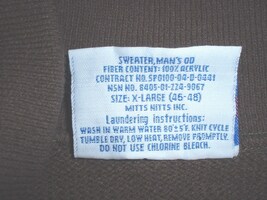 SWEATER, MAN'S OD
FIBER CONTENT: 100% ACRYLIC
CONTRACT NO. SPO100-04-D-0441
NSN NO. 8405-01-224-9067
SIZE: X-LARGE (46-48)
MITTS NITTS INC.
Laundering instructions:
WASH IN WARM WATER 80°± 5°F. KNIT CYCLE
TUMBLE DRY, LOW HEAT, REMOVE PROMPTLY.
DO NOT USE CHLORINE BLEACH.